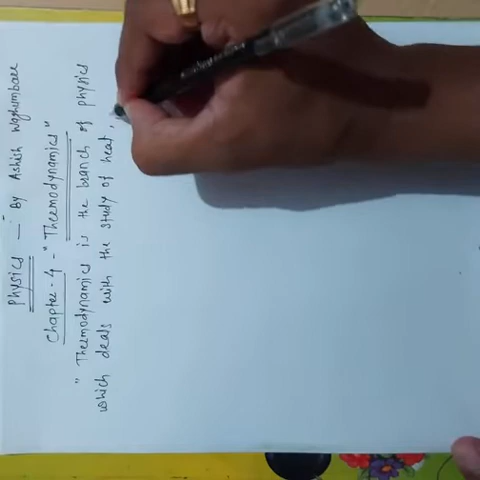 Physics — By Ashish Waghumbare
Chapter-4 - "Thermodynamics"
" Thermodynamics is the branch of physics
which deals with the study of heat,